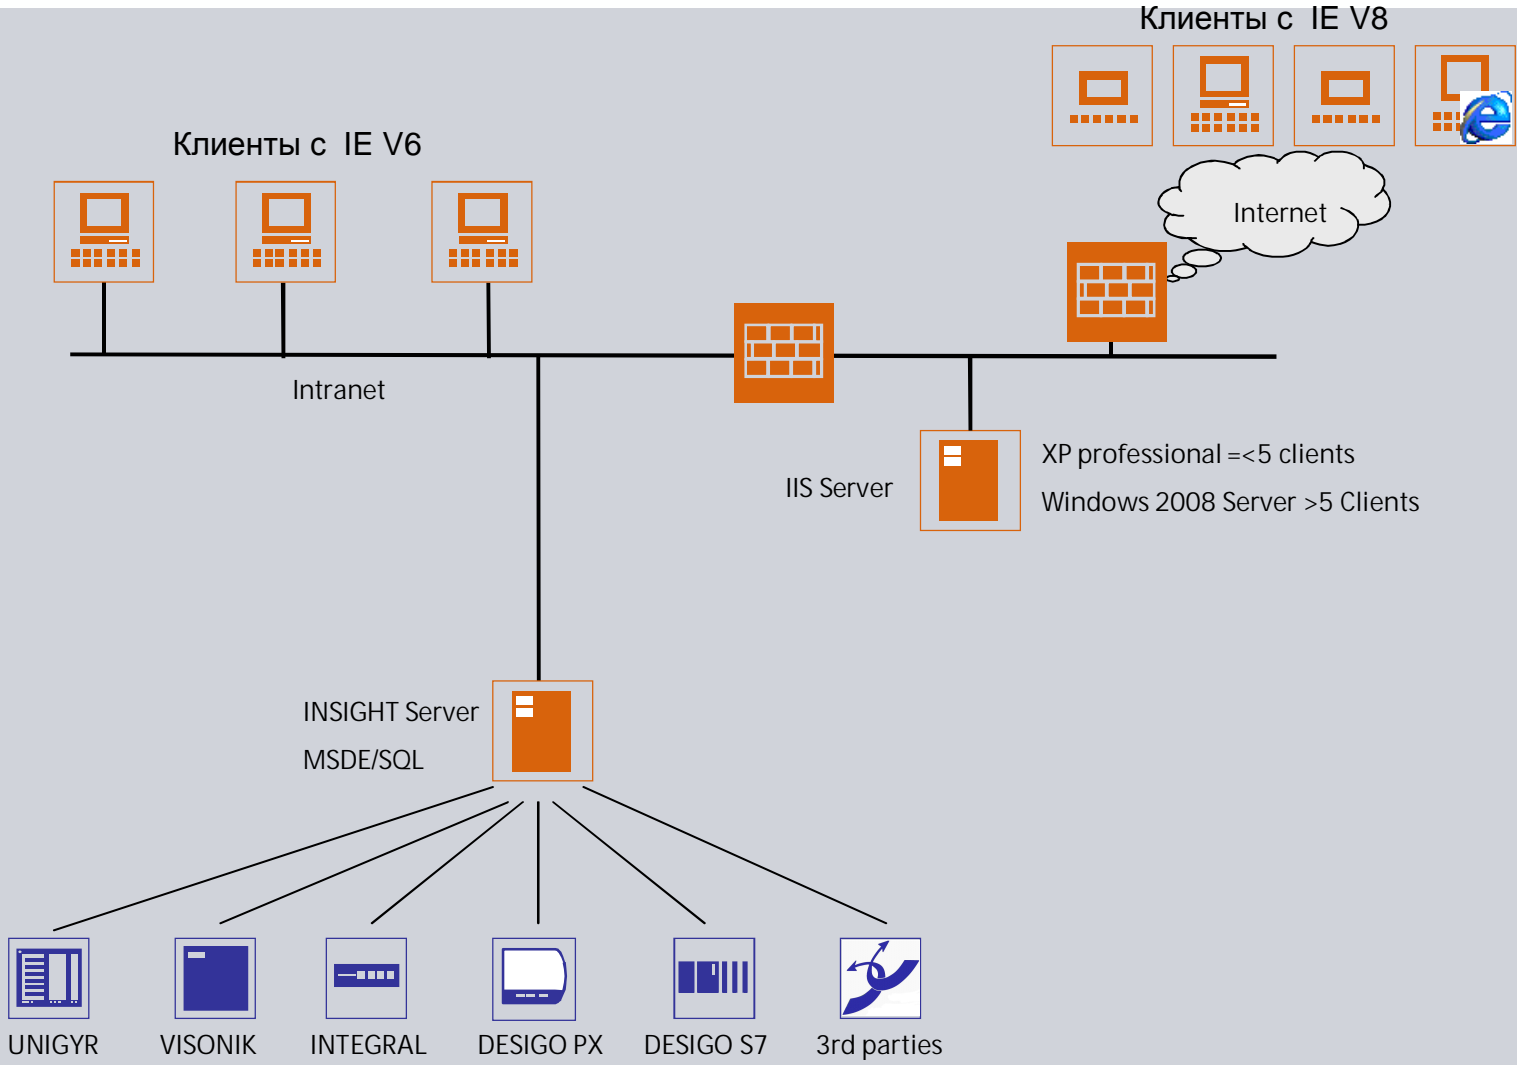 Клиенты с IE V8
Клиенты с IE V6
Internet
Intranet
XP professional =<5 clients
IIS Server
Windows 2008 Server >5 Clients
INSIGHT Server
MSDE/SQL
UNIGYR
VISONIK
INTEGRAL
DESIGO PX
DESIGO S7
3rd parties